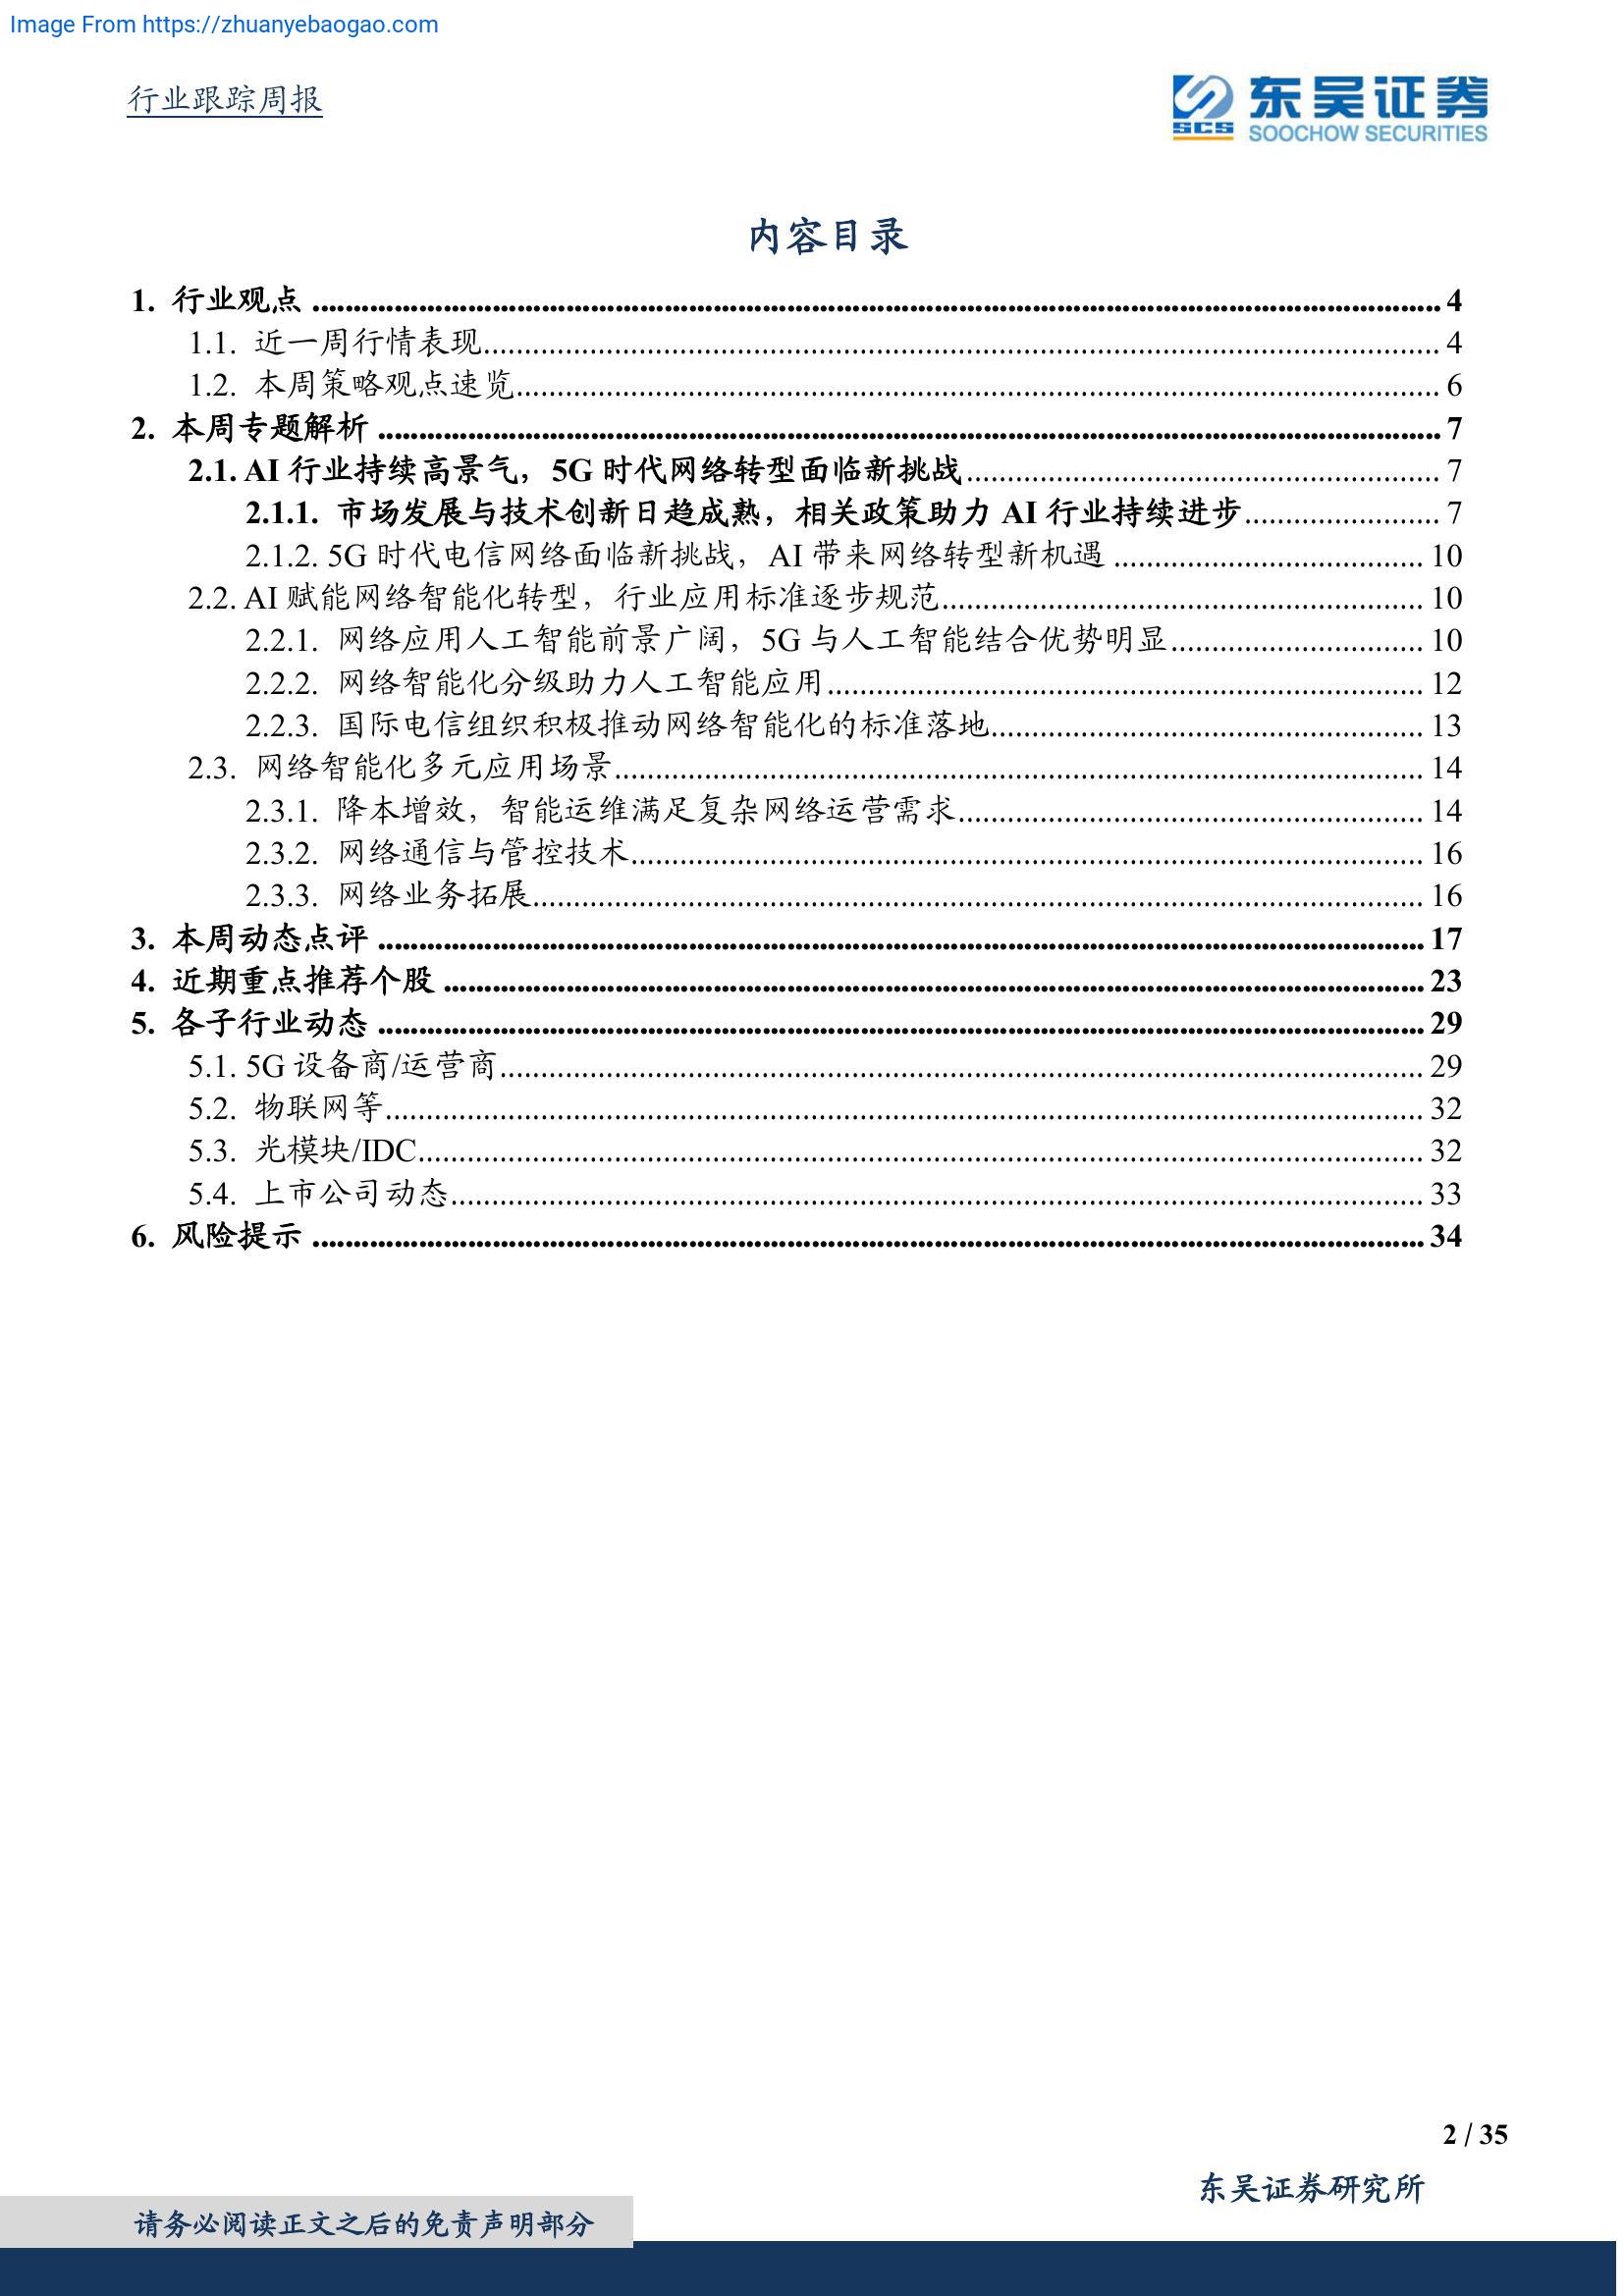 Image From https://zhuanyebaogao.com
行业跟踪周报
SCS
东吴证券
SOOCHOW SECURITIES
内容目录
1. 行业观点 ........ 4
1.1. 近一周行情表现 ........ 4
1.2. 本周策略观点速览 ........ 6
2. 本周专题解析 ........ 7
2.1. AI 行业持续高景气，5G 时代网络转型面临新挑战 ........ 7
2.1.1. 市场发展与技术创新日趋成熟，相关政策助力 AI 行业持续进步 ........ 7
2.1.2. 5G 时代电信网络面临新挑战，AI 带来网络转型新机遇 ........ 10
2.2. AI 赋能网络智能化转型，行业应用标准逐步规范 ........ 10
2.2.1. 网络应用人工智能前景广阔，5G 与人工智能结合优势明显 ........ 10
2.2.2. 网络智能化分级助力人工智能应用 ........ 12
2.2.3. 国际电信组织积极推动网络智能化的标准落地 ........ 13
2.3. 网络智能化多元应用场景 ........ 14
2.3.1. 降本增效，智能运维满足复杂网络运营需求 ........ 14
2.3.2. 网络通信与管控技术 ........ 16
2.3.3. 网络业务拓展 ........ 16
3. 本周动态点评 ........ 17
4. 近期重点推荐个股 ........ 23
5. 各子行业动态 ........ 29
5.1. 5G 设备商/运营商 ........ 29
5.2. 物联网等 ........ 32
5.3. 光模块/IDC ........ 32
5.4. 上市公司动态 ........ 33
6. 风险提示 ........ 34
2 / 35
东吴证券研究所
请务必阅读正文之后的免责声明部分